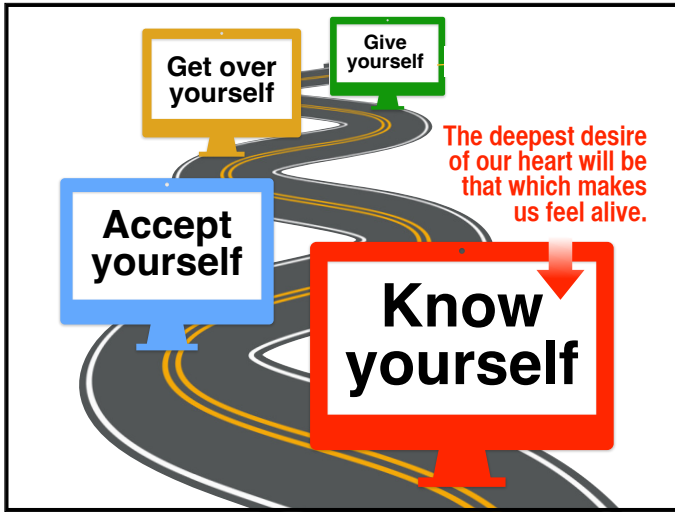 Give
yourself
Get over
yourself
The deepest desire
of our heart will be
that which makes
us feel alive.
Accept
yourself
Know
yourself